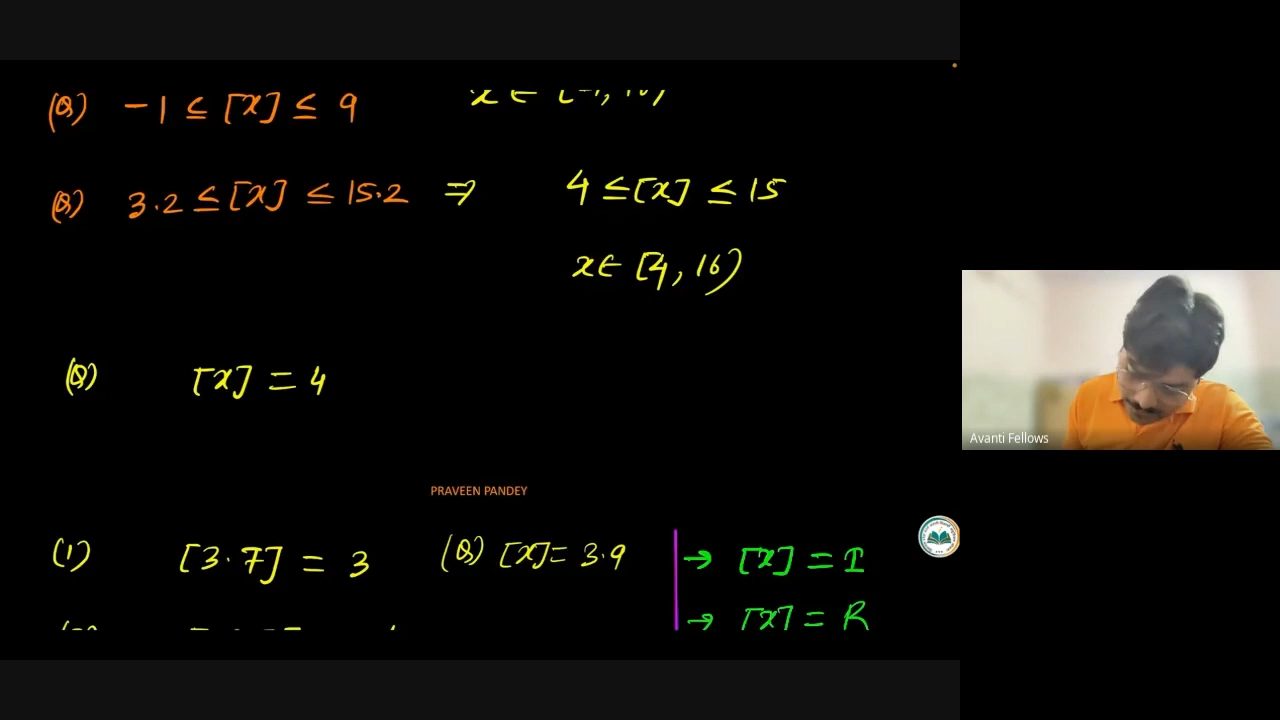 (Q) -1 ≤ [x] ≤ 9
(Q) 3.2 ≤ [x] ≤ 15.2 ⇒ 4 ≤ [x] ≤ 15
x ∈ [4, 16)
(Q) [x] = 4
PRAVEEN PANDEY
(1) [3.7] = 3 (Q) [x] = 3.9 → [x] = I
→ [x] = R
Avanti Fellows